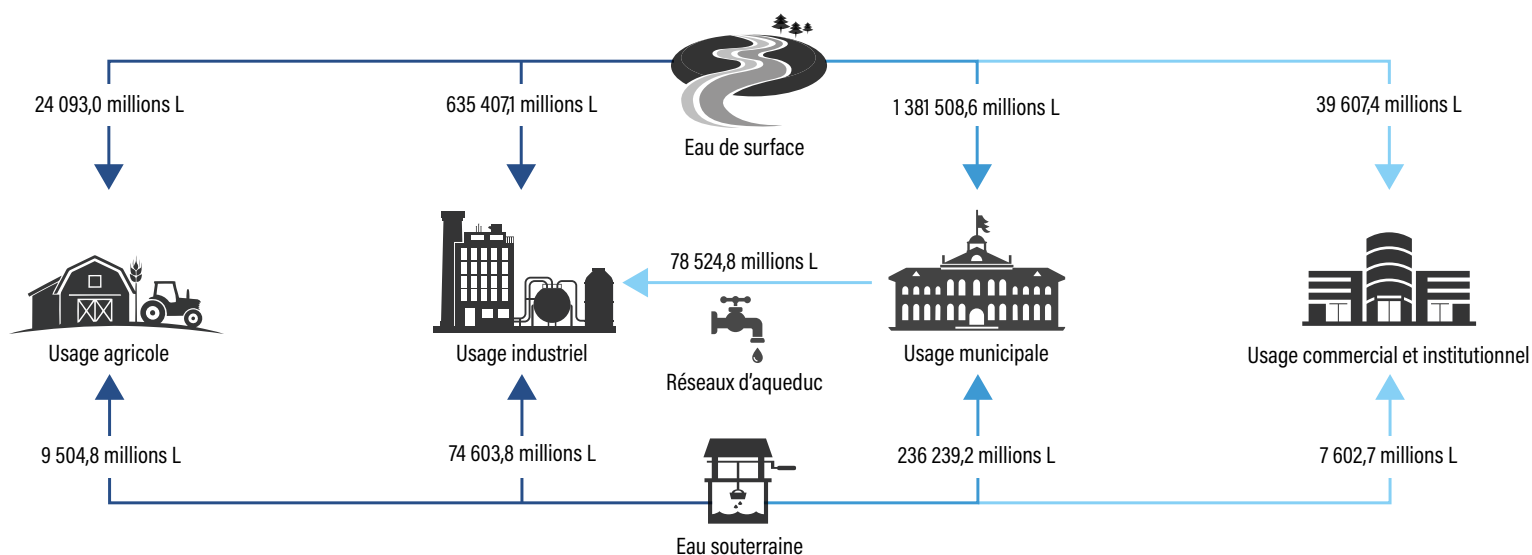 24 093,0 millions L
635 407,1 millions L
1 381 508,6 millions L
39 607,4 millions L
Eau de surface
78 524,8 millions L
Usage agricole
Usage industriel
Usage municipale
Usage commercial et institutionnel
Réseaux d'aqueduc
9 504,8 millions L
74 603,8 millions L
236 239,2 millions L
7 602,7 millions L
Eau souterraine